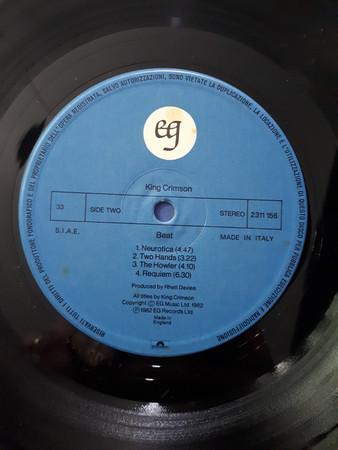 RISERVATI TUTTI I DIRITTI DEL PRODUTTORE FONOGRAFICO E DEL PROPRIETARIO DELL'OPERA REGISTRATA, SALVO AUTORIZZAZIONI, SONO VIETATE LA DUPLICAZIONE, LA LOCAZIONE E L'UTILIZZAZIONE DI QUESTO DISCO PER PUBBLICA ESECUZIONE E RADIODIFFUSIONE
eg
King Crimson
33
SIDE TWO
STEREO
2311 156
S.I.A.E.
Beat
MADE IN ITALY
1. Neurotica (4.47)
2. Two Hands (3.22)
3. The Howler (4.10)
4. Requiem (6.30)
Produced by Rhett Davies
All titles by King Crimson
Copyright © EG Music Ltd. 1982
℗ 1982 EG Records Ltd
Made in
England